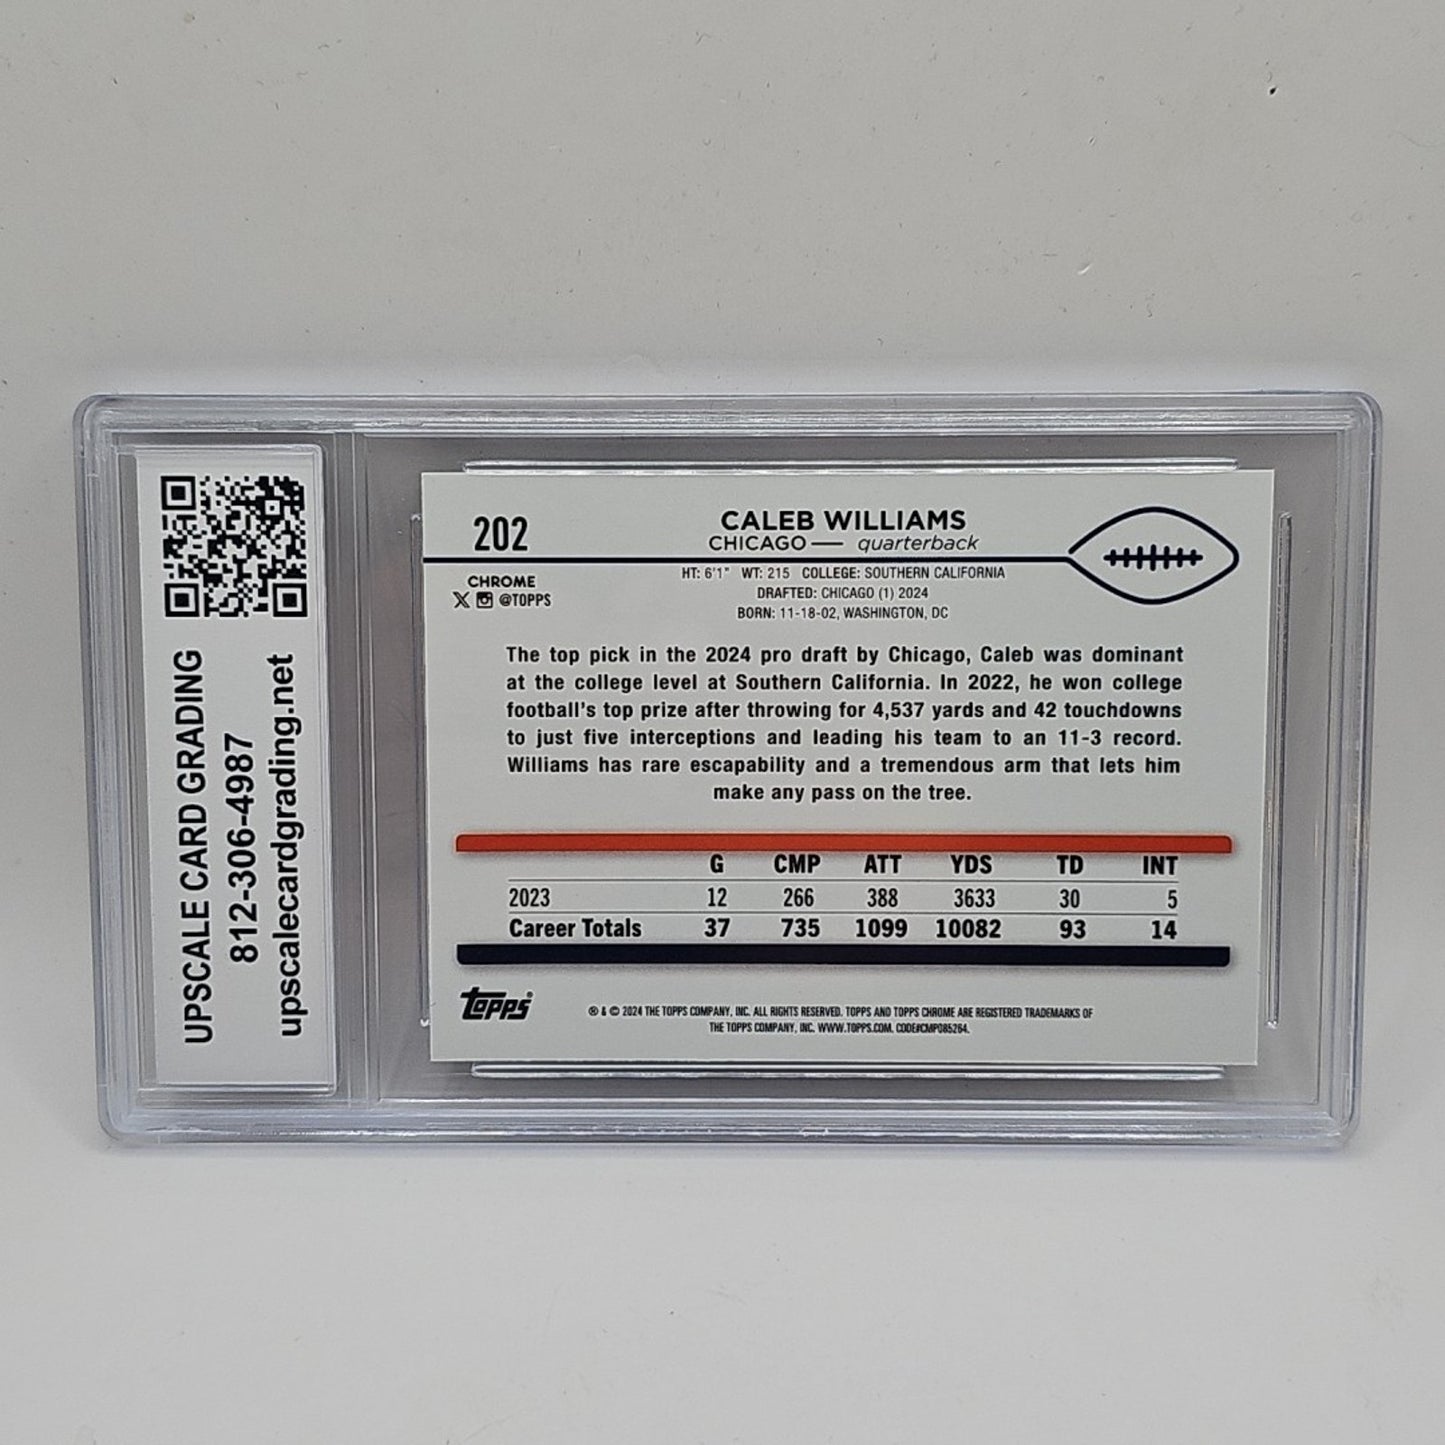 UPSCALE CARD GRADING
812-306-4987
upscalecardgrading.net
202
CALEB WILLIAMS
CHICAGO — quarterback
CHROME
@TOPPS
HT: 6'1" WT: 215 COLLEGE: SOUTHERN CALIFORNIA
DRAFTED: CHICAGO (1) 2024
BORN: 11-18-02, WASHINGTON, DC
The top pick in the 2024 pro draft by Chicago, Caleb was dominant
at the college level at Southern California. In 2022, he won college
football's top prize after throwing for 4,537 yards and 42 touchdowns
to just five interceptions and leading his team to an 11-3 record.
Williams has rare escapability and a tremendous arm that lets him
make any pass on the tree.
G CMP ATT YDS TD INT
2023 12 266 388 3633 30 5
Career Totals 37 735 1099 10082 93 14
Topps
® & © 2024 THE TOPPS COMPANY, INC. ALL RIGHTS RESERVED. TOPPS AND TOPPS CHROME ARE REGISTERED TRADEMARKS OF
THE TOPPS COMPANY, INC. WWW.TOPPS.COM. CODE#CMP085264.